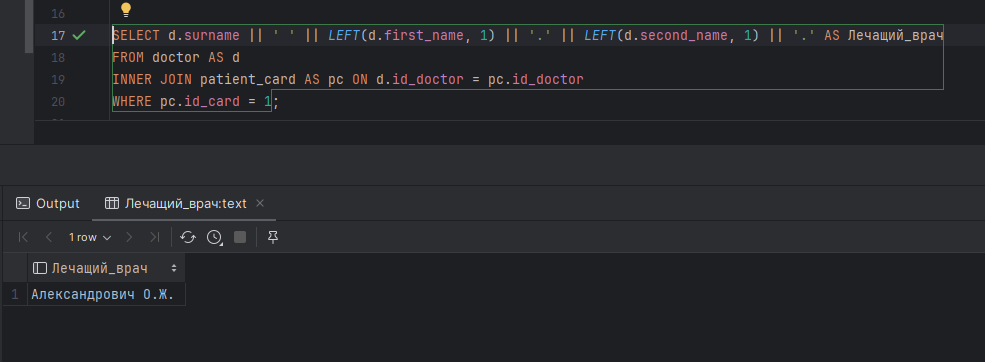 16
17 SELECT d.surname || ' ' || LEFT(d.first_name, 1) || '.' || LEFT(d.second_name, 1) || '.' AS Лечащий_врач
18 FROM doctor AS d
19 INNER JOIN patient_card AS pc ON d.id_doctor = pc.id_doctor
20 WHERE pc.id_card = 1;
Output Лечащий_врач:text
1 row
Лечащий_врач
1 Александрович О.Ж.